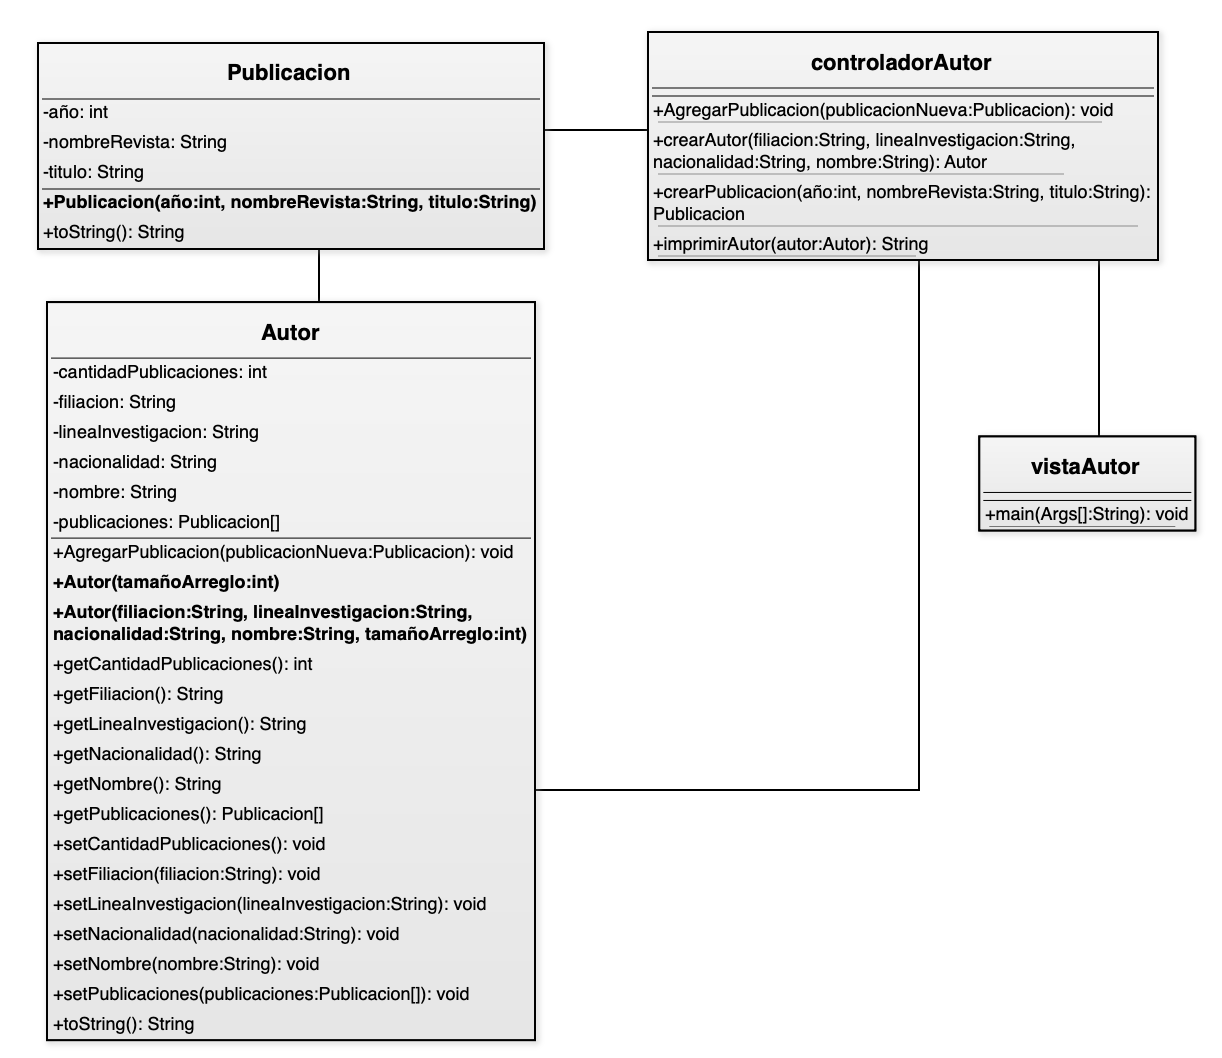 Publicacion
-año: int
-nombreRevista: String
-titulo: String
+Publicacion(año:int, nombreRevista:String, titulo:String)
+toString(): String
controladorAutor
+AgregarPublicacion(publicacionNueva:Publicacion): void
+crearAutor(filiacion:String, lineaInvestigacion:String,
nacionalidad:String, nombre:String): Autor
+crearPublicacion(año:int, nombreRevista:String, titulo:String):
Publicacion
+imprimirAutor(autor:Autor): String
Autor
-cantidadPublicaciones: int
-filiacion: String
-lineaInvestigacion: String
-nacionalidad: String
-nombre: String
-publicaciones: Publicacion[]
+AgregarPublicacion(publicacionNueva:Publicacion): void
+Autor(tamañoArreglo:int)
+Autor(filiacion:String, lineaInvestigacion:String,
nacionalidad:String, nombre:String, tamañoArreglo:int)
+getCantidadPublicaciones(): int
+getFiliacion(): String
+getLineaInvestigacion(): String
+getNacionalidad(): String
+getNombre(): String
+getPublicaciones(): Publicacion[]
+setCantidadPublicaciones(): void
+setFiliacion(filiacion:String): void
+setLineaInvestigacion(lineaInvestigacion:String): void
+setNacionalidad(nacionalidad:String): void
+setNombre(nombre:String): void
+setPublicaciones(publicaciones:Publicacion[]): void
+toString(): String
vistaAutor
+main(Args[]:String): void